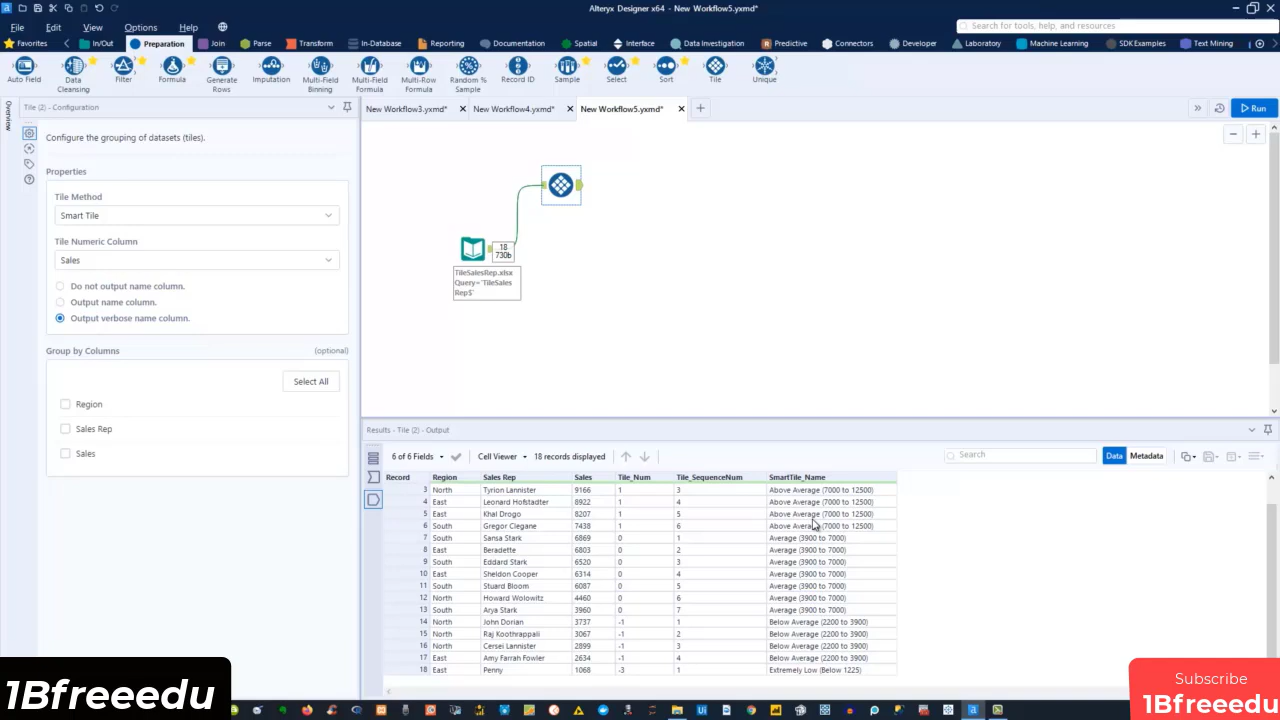 Alteryx Designer x64 - New Workflow5.yxmd*
File Edit View Options Help
Search for tools, help, and resources
Favorites In/Out Preparation Join Parse Transform In-Database Reporting Documentation Spatial Interface Data Investigation Predictive Connectors Developer Laboratory Machine Learning SDK Examples Text Mining
Auto Field Data Cleansing Filter Formula Generate Rows Imputation Multi-Field Binning Multi-Field Formula Multi-Row Formula Random % Sample Record ID Sample Select Sort Tile Unique
Overview
Tile (2) - Configuration
New Workflow3.yxmd* New Workflow4.yxmd* New Workflow5.yxmd*
Run
Configure the grouping of datasets (tiles).
Properties
Tile Method
Smart Tile
Tile Numeric Column
Sales
Do not output name column.
Output name column.
Output verbose name column.
Group by Columns (optional)
Select All
Region
Sales Rep
Sales
18
730b
TileSalesRep.xlsx
Query=`TileSales
Rep$`
Results - Tile (2) - Output
6 of 6 Fields Cell Viewer 18 records displayed Search Data Metadata
Record Region Sales Rep Sales Tile_Num Tile_SequenceNum SmartTile_Name
3 North Tyrion Lannister 9166 1 3 Above Average (7000 to 12500)
4 East Leonard Hofstadter 8922 1 4 Above Average (7000 to 12500)
5 East Khal Drogo 8207 1 5 Above Average (7000 to 12500)
6 South Gregor Clegane 7438 1 6 Above Average (7000 to 12500)
7 South Sansa Stark 6869 0 1 Average (3900 to 7000)
8 East Beradette 6803 0 2 Average (3900 to 7000)
9 South Eddard Stark 6520 0 3 Average (3900 to 7000)
10 East Sheldon Cooper 6314 0 4 Average (3900 to 7000)
11 South Stuard Bloom 6087 0 5 Average (3900 to 7000)
12 North Howard Wolowitz 4460 0 6 Average (3900 to 7000)
13 South Arya Stark 3960 0 7 Average (3900 to 7000)
14 North John Dorian 3737 -1 1 Below Average (2200 to 3900)
15 North Raj Koothrappali 3067 -1 2 Below Average (2200 to 3900)
16 North Cersei Lannister 2899 -1 3 Below Average (2200 to 3900)
17 East Amy Farrah Fowler 2634 -1 4 Below Average (2200 to 3900)
18 East Penny 1068 -3 1 Extremely Low (Below 1225)
1Bfreeedu
Subscribe
1Bfreeedu